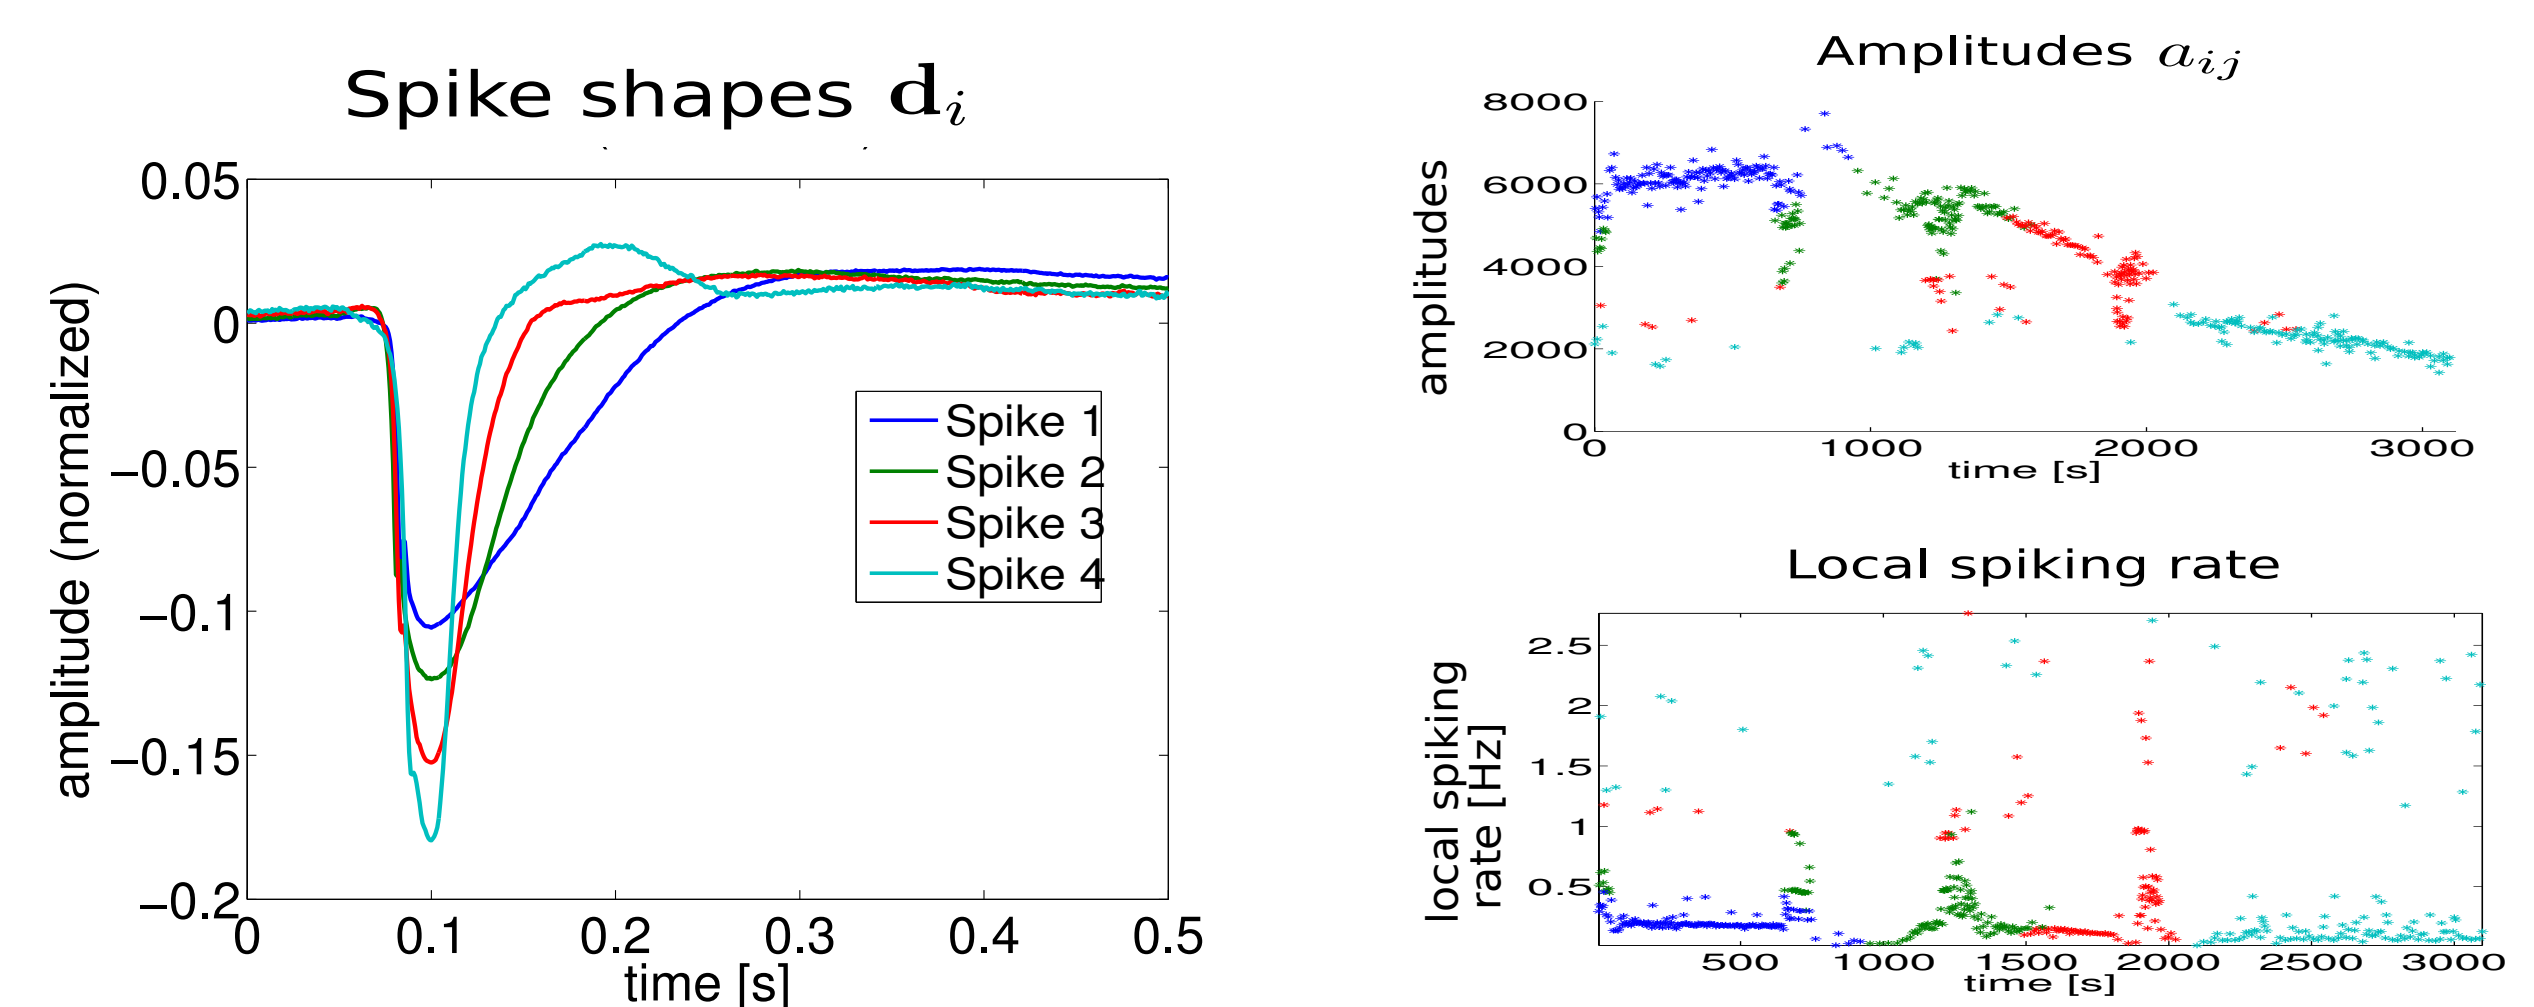 Spike shapes dᵢ
0.05
0
−0.05
−0.1
−0.15
−0.2
amplitude (normalized)
0 0.1 0.2 0.3 0.4 0.5
time [s]
Spike 1
Spike 2
Spike 3
Spike 4
Amplitudes aᵢⱼ
8000
6000
4000
2000
0
amplitudes
0 1000 2000 3000
time [s]
Local spiking rate
2.5
2
1.5
1
0.5
local spiking
rate [Hz]
500 1000 1500 2000 2500 3000
time [s]